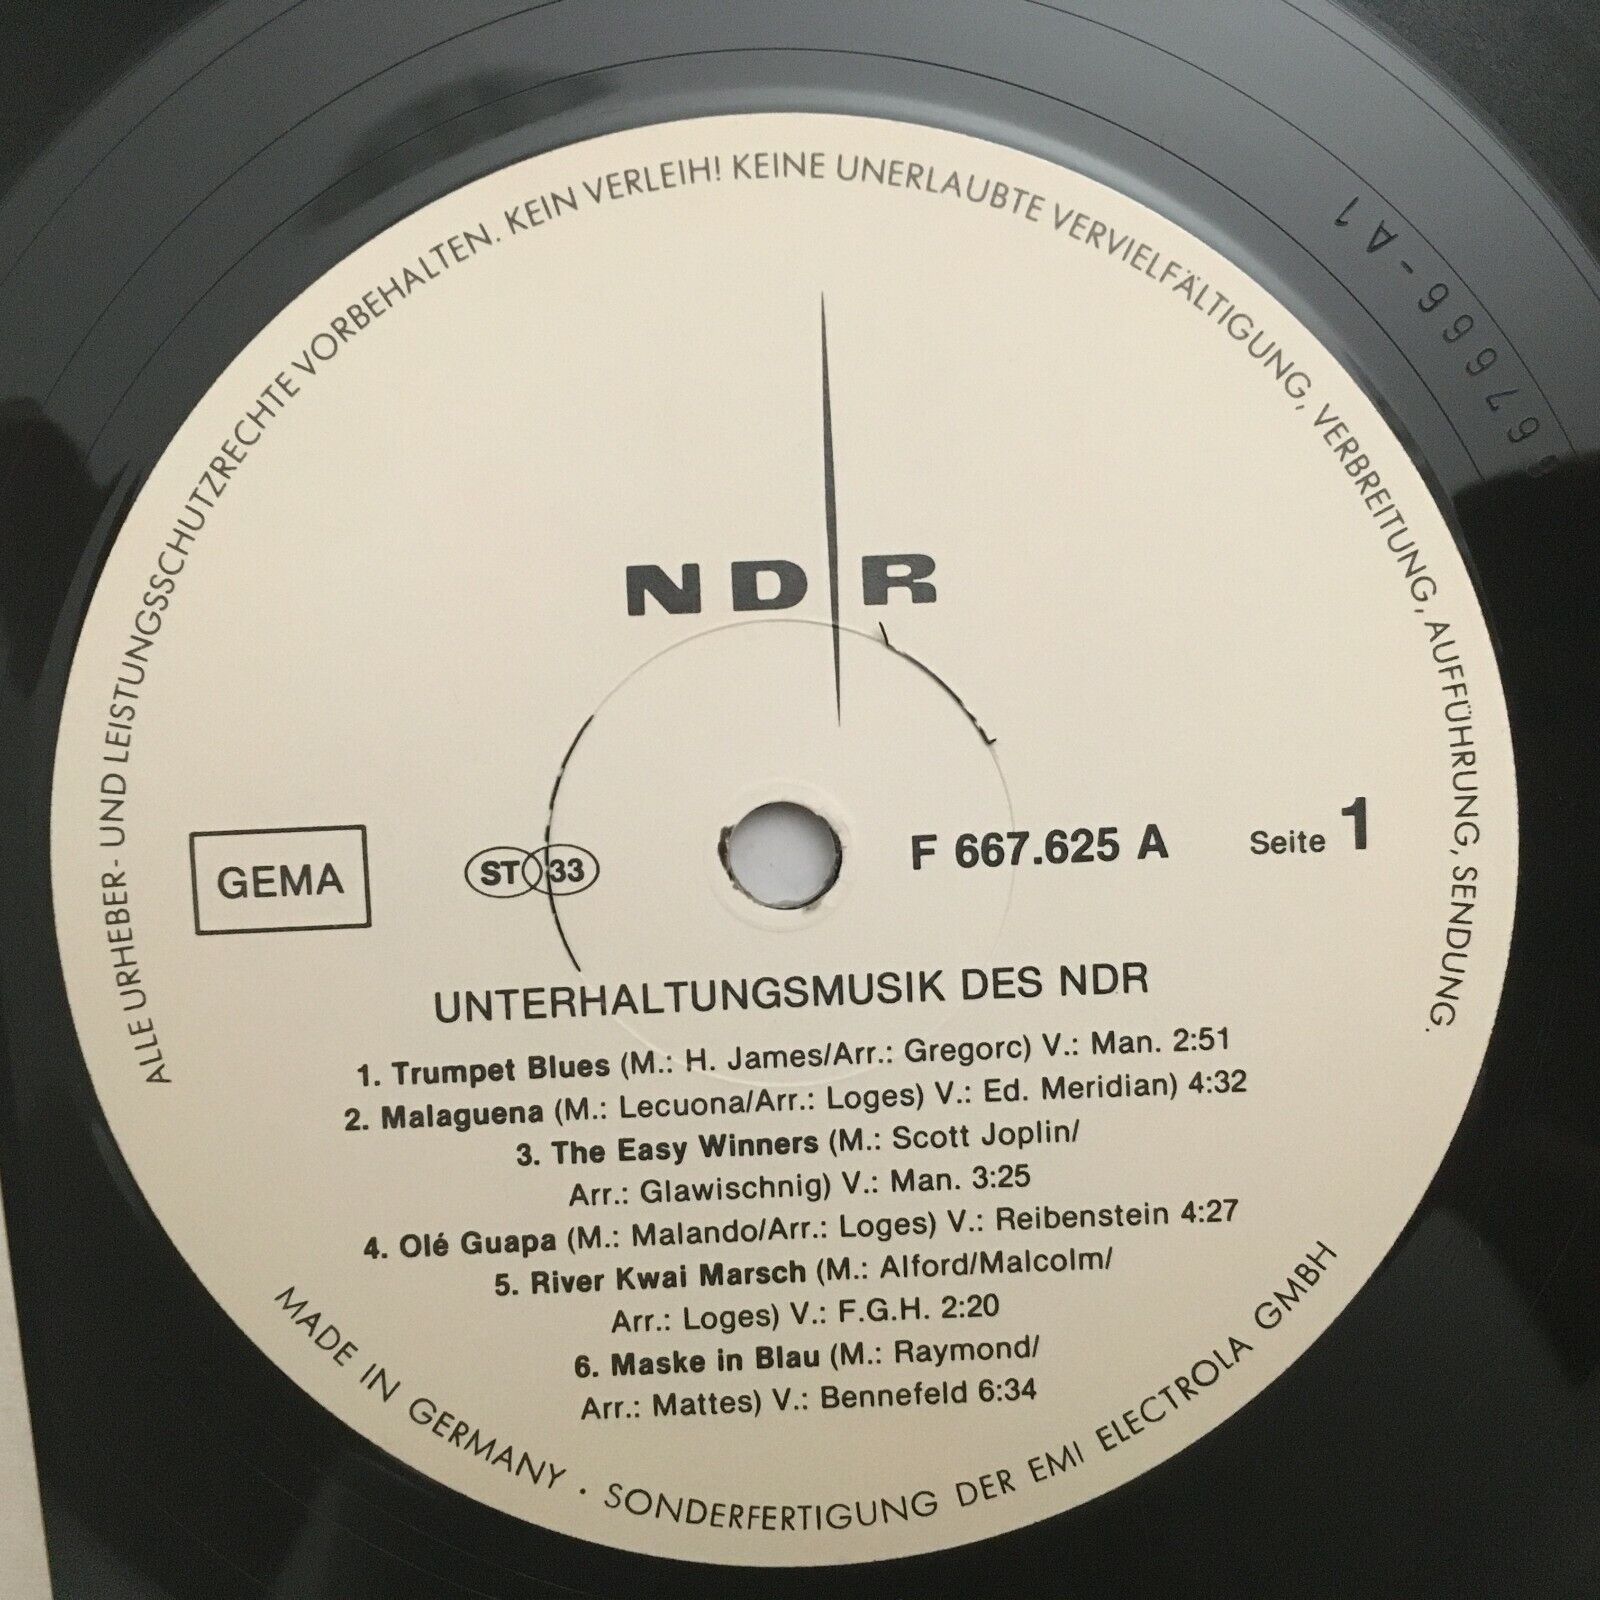 ALLE URHEBER- UND LEISTUNGSSCHUTZRECHTE VORBEHALTEN. KEIN VERLEIH! KEINE UNERLAUBTE VERVIELFÄLTIGUNG, VERBREITUNG, AUFFÜHRUNG, SENDUNG.
67666-A1
NDR
GEMA
ST 33
F 667.625 A
Seite 1
UNTERHALTUNGSMUSIK DES NDR
1. Trumpet Blues (M.: H. James/Arr.: Gregorc) V.: Man. 2:51
2. Malaguena (M.: Lecuona/Arr.: Loges) V.: Ed. Meridian) 4:32
3. The Easy Winners (M.: Scott Joplin/
Arr.: Glawischnig) V.: Man. 3:25
4. Olé Guapa (M.: Malando/Arr.: Loges) V.: Reibenstein 4:27
5. River Kwai Marsch (M.: Alford/Malcolm/
Arr.: Loges) V.: F.G.H. 2:20
6. Maske in Blau (M.: Raymond/
Arr.: Mattes) V.: Bennefeld 6:34
MADE IN GERMANY · SONDERFERTIGUNG DER EMI ELECTROLA GMBH